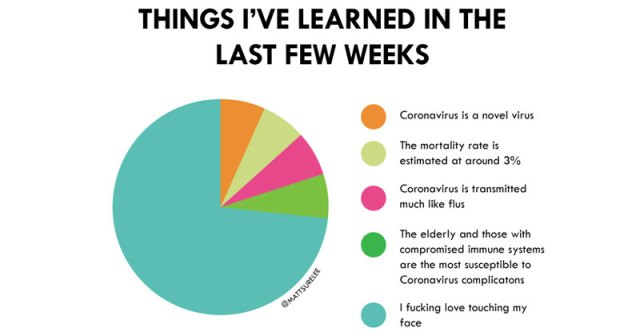 THINGS I'VE LEARNED IN THE
LAST FEW WEEKS
Coronavirus is a novel virus
The mortality rate is
estimated at around 3%
Coronavirus is transmitted
much like flus
The elderly and those with
compromised immune systems
are the most susceptible to
Coronavirus complicatons
I fucking love touching my
face
@MATTSURELEE